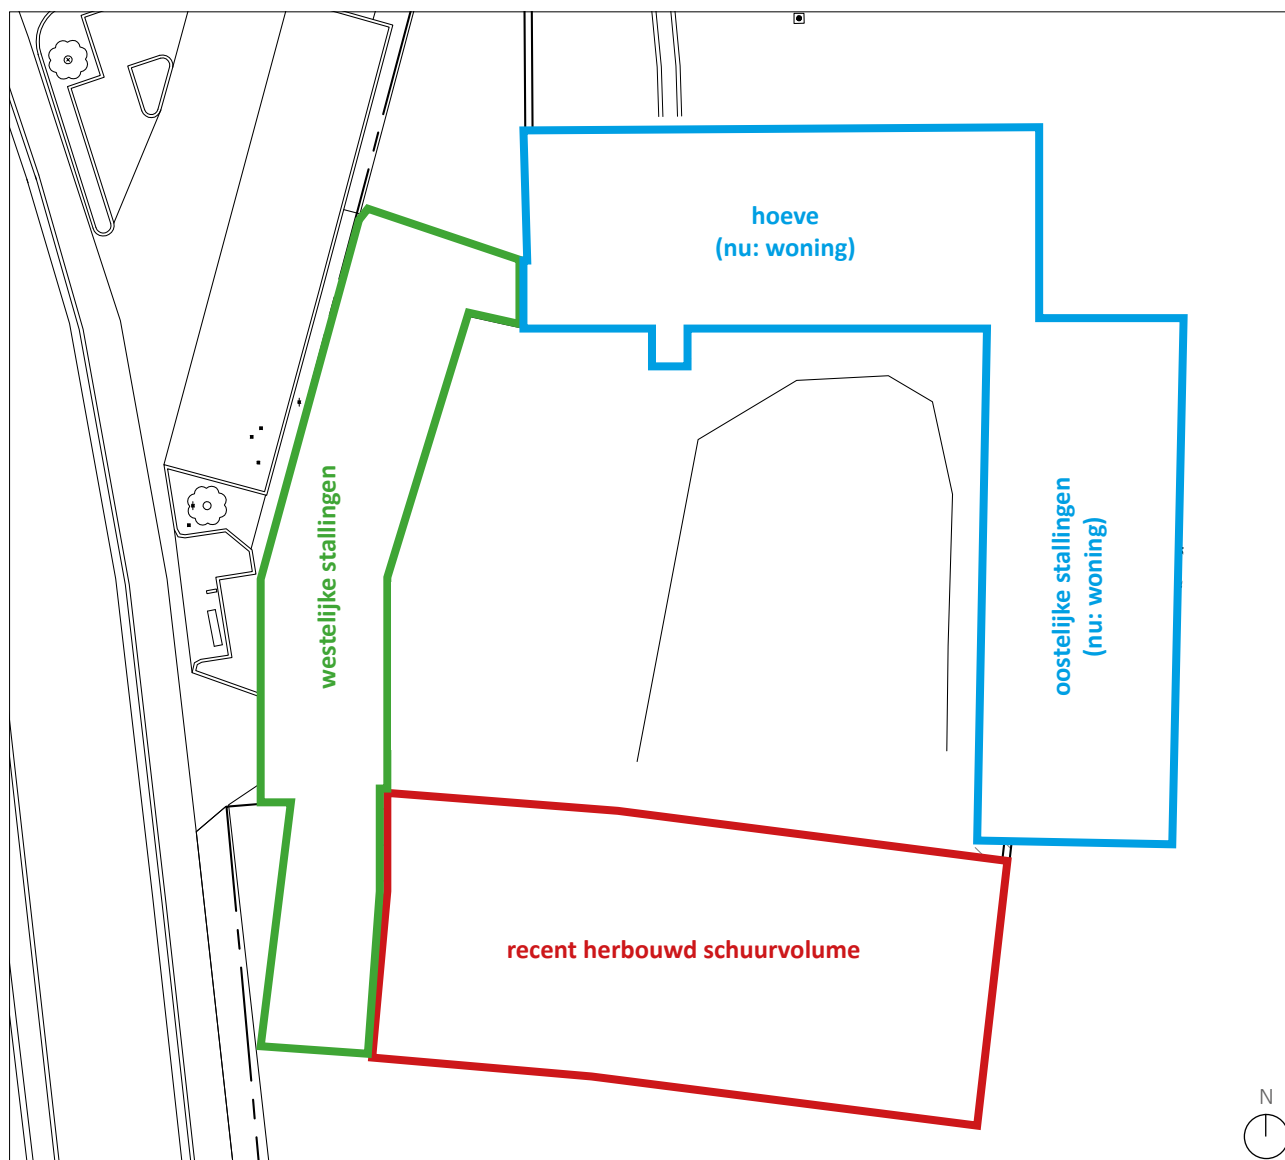 hoeve
(nu: woning)
westelijke stallingen
oostelijke stallingen
(nu: woning)
recent herbouwd schuurvolume
N